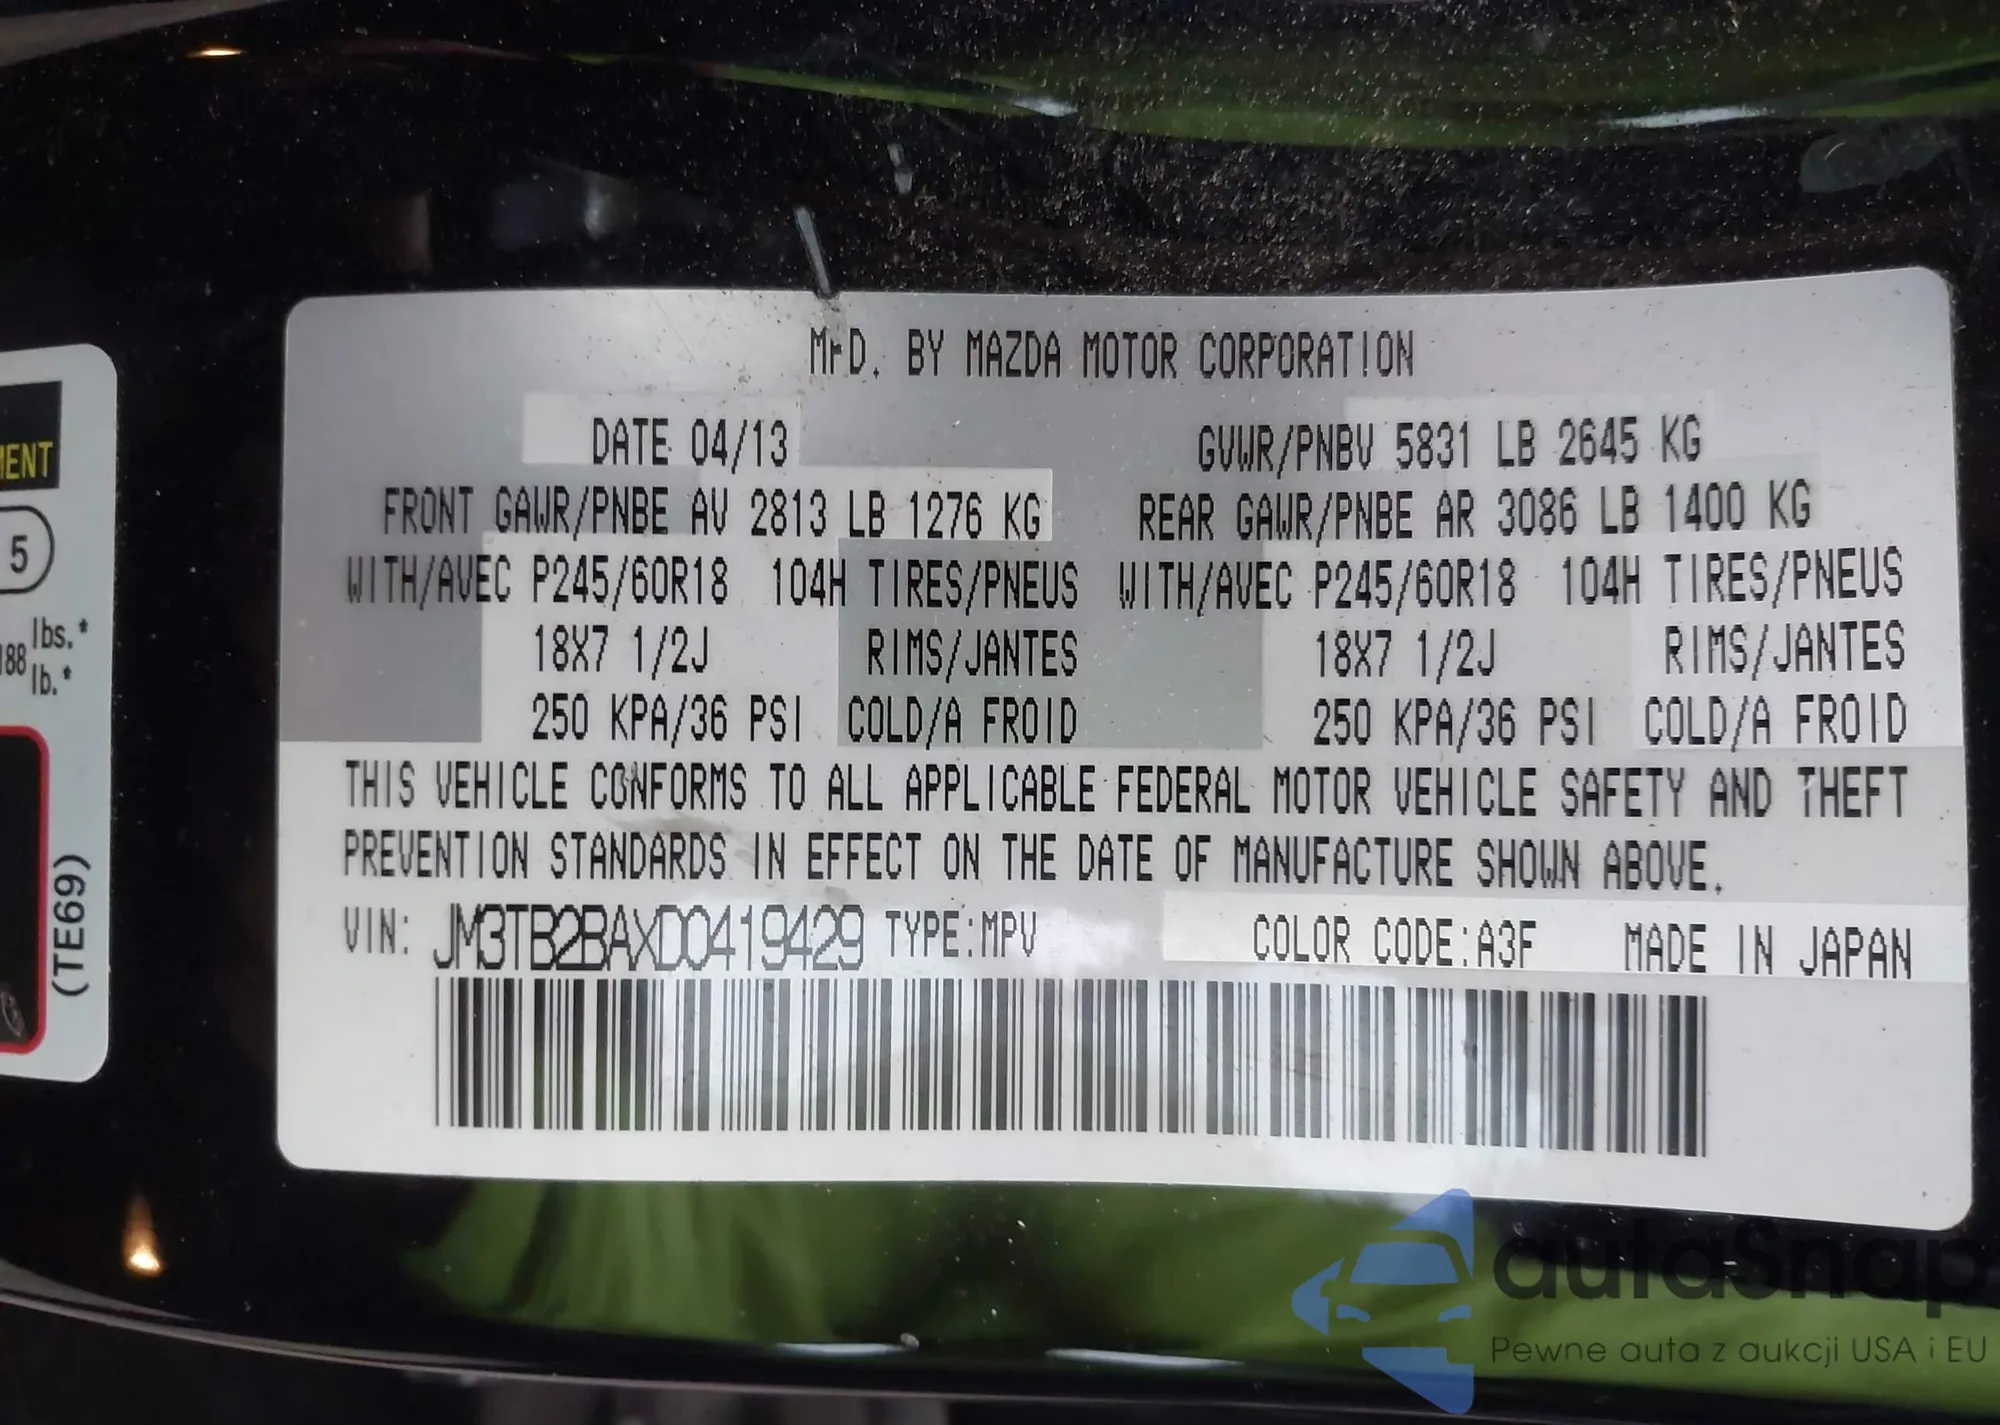 MFD. BY MAZDA MOTOR CORPORATION
DATE 04/13 GVWR/PNBV 5831 LB 2645 KG
FRONT GAWR/PNBE AV 2813 LB 1276 KG REAR GAWR/PNBE AR 3086 LB 1400 KG
WITH/AVEC P245/60R18 104H TIRES/PNEUS WITH/AVEC P245/60R18 104H TIRES/PNEUS
18X7 1/2J RIMS/JANTES 18X7 1/2J RIMS/JANTES
250 KPA/36 PSI COLD/A FROID 250 KPA/36 PSI COLD/A FROID
THIS VEHICLE CONFORMS TO ALL APPLICABLE FEDERAL MOTOR VEHICLE SAFETY AND THEFT
PREVENTION STANDARDS IN EFFECT ON THE DATE OF MANUFACTURE SHOWN ABOVE.
VIN: JM3TB2BAXD0419429 TYPE:MPV COLOR CODE:A3F MADE IN JAPAN
5
lbs.*
lb.*
(TE69)
autaSnap
Pewne auta z aukcji USA i EU